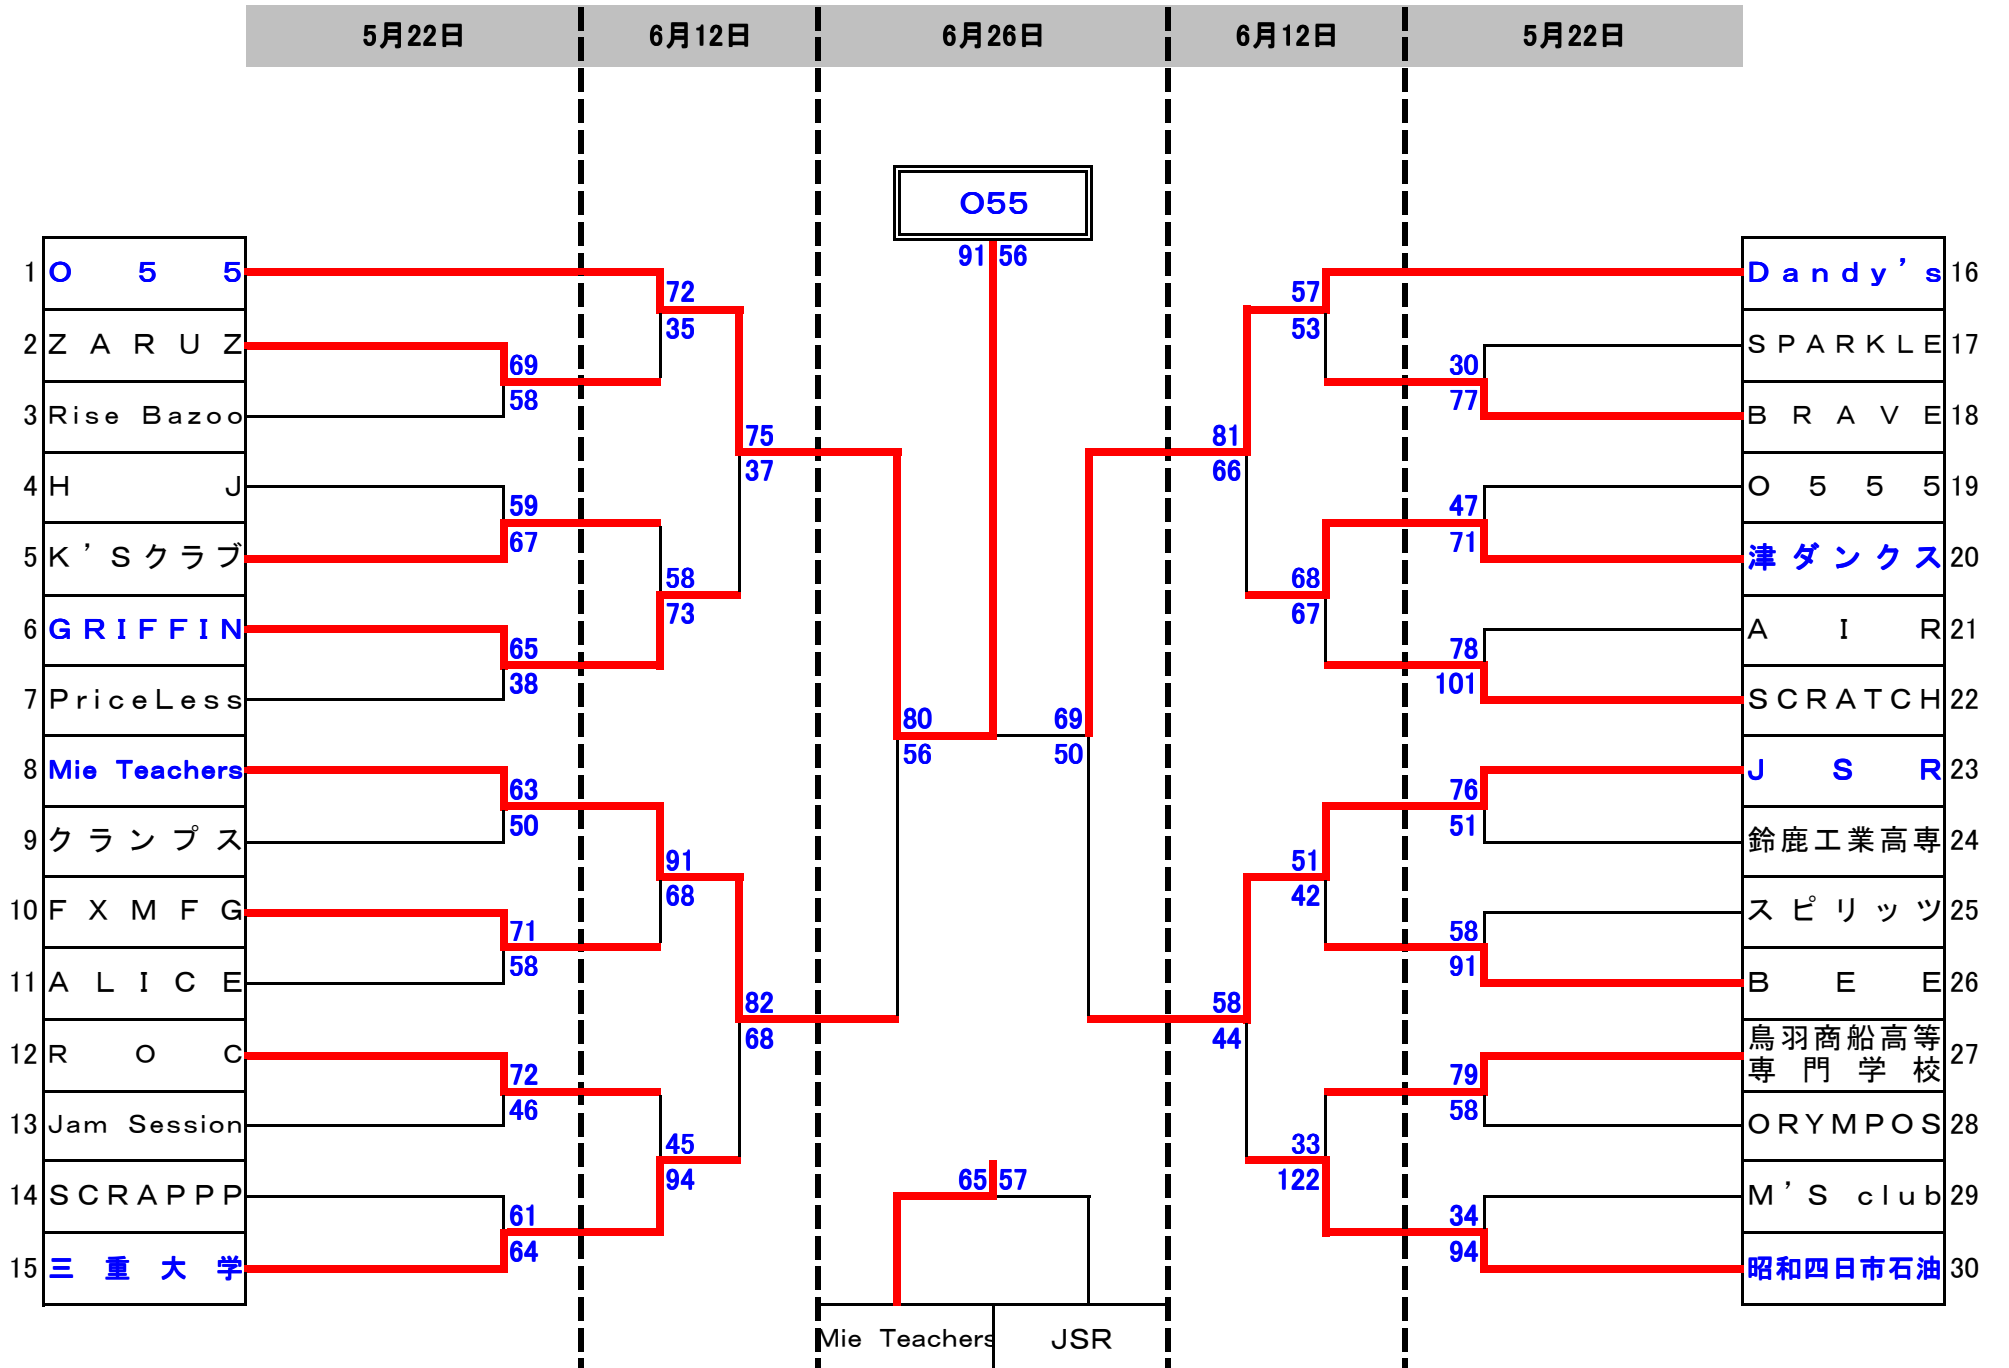 5月22日 6月12日 6月26日 6月12日 5月22日
O55
91 56
1 O 5 5
2 Z A R U Z
3 Rise Bazoo
4 H J
5 K'Sクラブ
6 GRIFFIN
7 PriceLess
8 Mie Teachers
9 クランプス
10 F X M F G
11 A L I C E
12 R O C
13 Jam Session
14 SCRAPPP
15 三重大学
69
58
59
67
65
38
63
50
71
58
72
46
61
64
72
35
58
73
91
68
45
94
75
37
82
68
80
56
69
50
81
66
58
44
57
53
68
67
51
42
33
122
30
77
47
71
78
101
76
51
58
91
79
58
34
94
Dandy's 16
SPARKLE 17
B R A V E 18
O 5 5 5 19
津ダンクス 20
A I R 21
SCRATCH 22
J S R 23
鈴鹿工業高専 24
スピリッツ 25
B E E 26
鳥羽商船高等
専門学校 27
ORYMPOS 28
M'S club 29
昭和四日市石油 30
65 57
Mie Teachers JSR